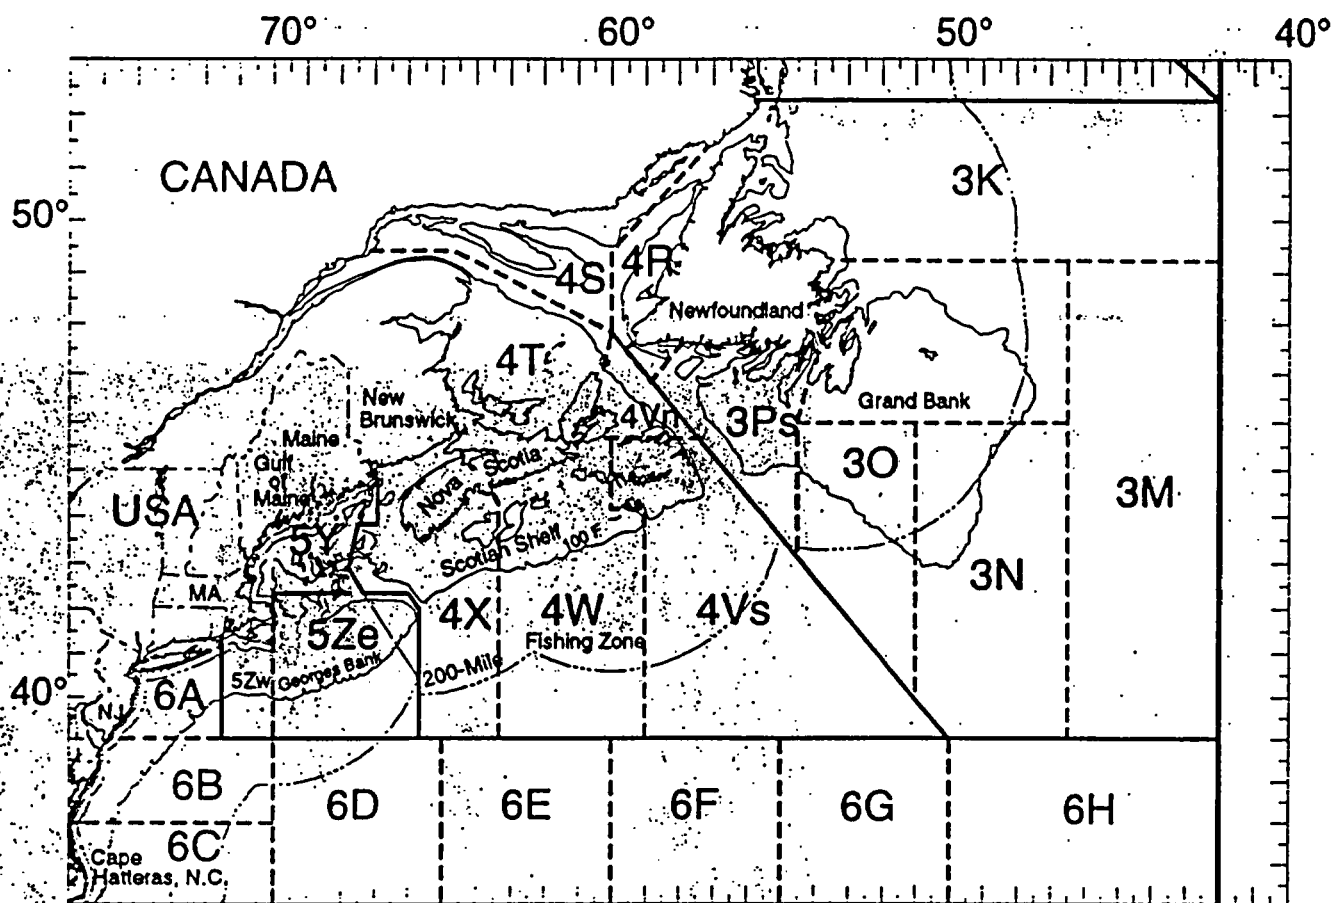 70° 60° 50° 40°
CANADA
3K
50°
4S
4R
Newfoundland
4T
New
Brunswick
Grand Bank
4Vn
3Ps
Maine
Gulf
of
Maine
Nova Scotia
3O
USA
3M
5Y
Scotian Shelf
100 F
3N
MA
4X
4W
4Vs
5Ze
Fishing Zone
5Zw
Georges Bank
200-Mile
40°
6A
N.J.
6B
6D
6E
6F
6G
6H
6C
Cape
Hatteras, N.C.